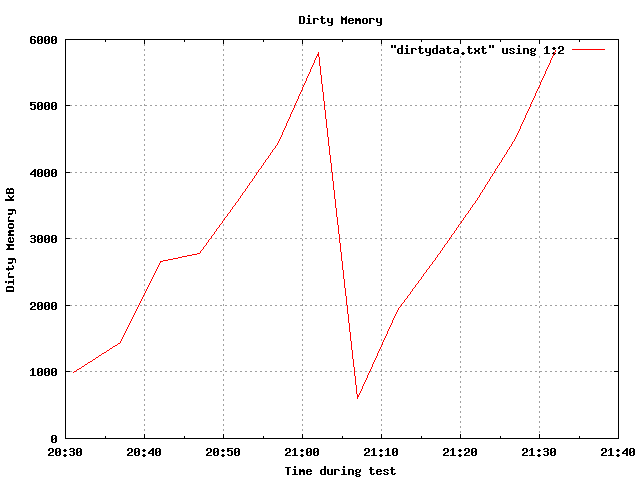 Dirty Memory
"dirtydata.txt" using 1:2
6000
5000
4000
3000
2000
1000
0
Dirty Memory kB
20:30 20:40 20:50 21:00 21:10 21:20 21:30 21:40
Time during test